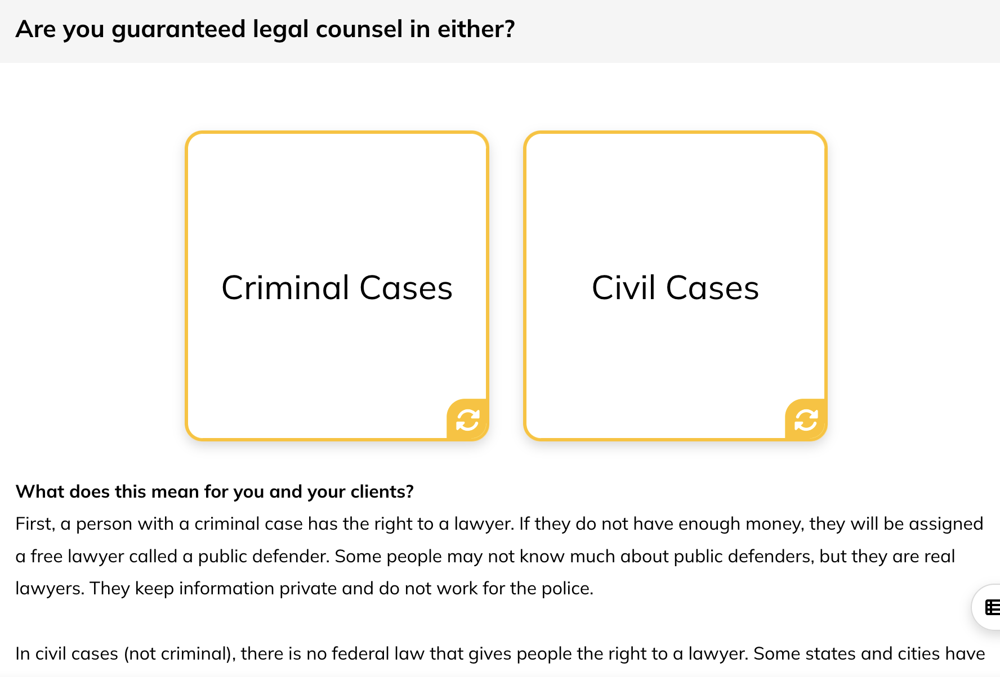 Are you guaranteed legal counsel in either?
Criminal Cases
Civil Cases
What does this mean for you and your clients?
First, a person with a criminal case has the right to a lawyer. If they do not have enough money, they will be assigned
a free lawyer called a public defender. Some people may not know much about public defenders, but they are real
lawyers. They keep information private and do not work for the police.
In civil cases (not criminal), there is no federal law that gives people the right to a lawyer. Some states and cities have